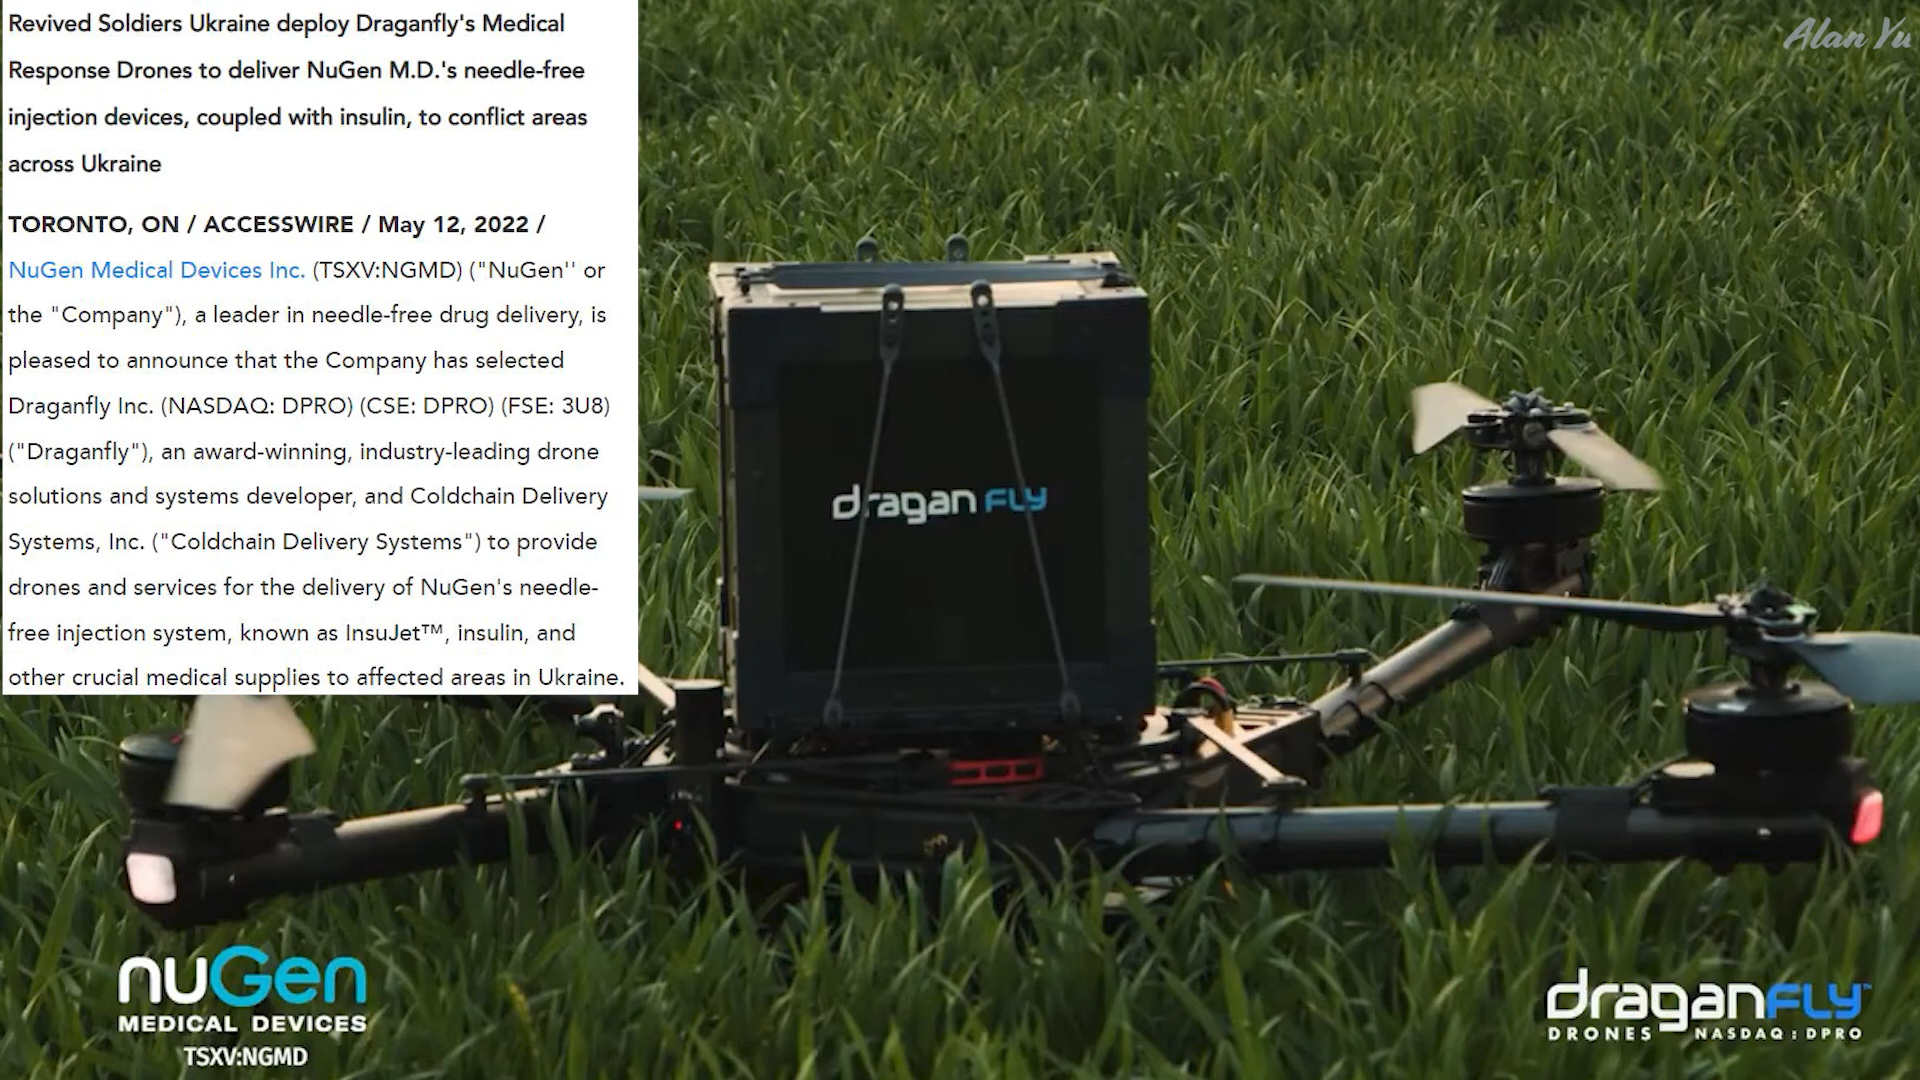 Revived Soldiers Ukraine deploy Draganfly's Medical
Response Drones to deliver NuGen M.D.'s needle-free
injection devices, coupled with insulin, to conflict areas
across Ukraine
TORONTO, ON / ACCESSWIRE / May 12, 2022 /
NuGen Medical Devices Inc. (TSXV:NGMD) ("NuGen'' or
the "Company"), a leader in needle-free drug delivery, is
pleased to announce that the Company has selected
Draganfly Inc. (NASDAQ: DPRO) (CSE: DPRO) (FSE: 3U8)
("Draganfly"), an award-winning, industry-leading drone
solutions and systems developer, and Coldchain Delivery
Systems, Inc. ("Coldchain Delivery Systems") to provide
drones and services for the delivery of NuGen's needle-
free injection system, known as InsuJet™, insulin, and
other crucial medical supplies to affected areas in Ukraine.
Alan Yu
draganFLY
nuGen
MEDICAL DEVICES
TSXV:NGMD
draganFLY™
DRONES NASDAQ : DPRO